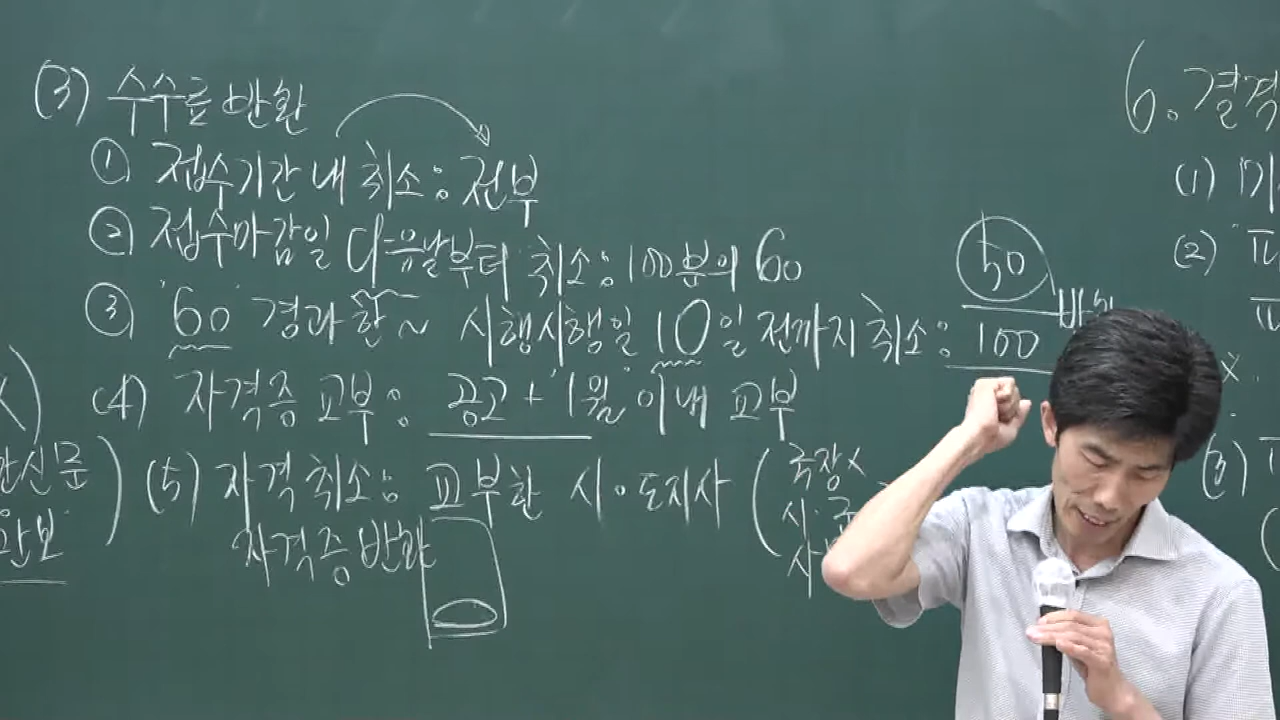 (3) 수수료 반환
① 접수기간 내 취소: 전부
② 접수마감일 다음날부터 취소: 100분의 60
③ '60' 경과한 ~ 시행시행일 10일 전까지 취소: 50/100
(4) 자격증 교부: 공고 + '1월' 이내 교부
(5) 자격취소: 교부한 시·도지사 (국장×
자격증 반환
6. 결격
(1)
(2)
(3)